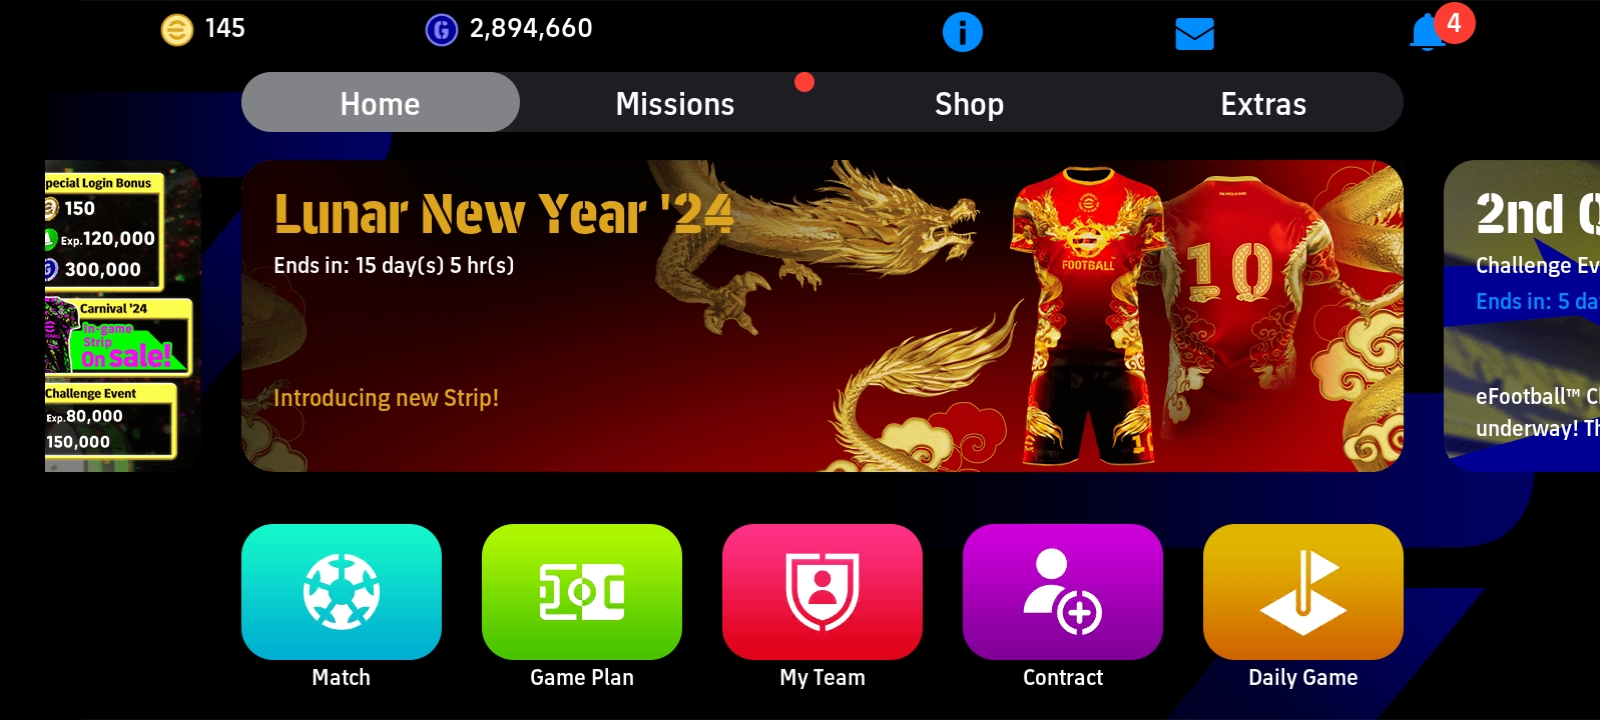 145
2,894,660
4
Home
Missions
Shop
Extras
pecial Login Bonus
150
Exp.120,000
300,000
Carnival '24
In-game
Strip
On sale!
Challenge Event
Exp.80,000
150,000
Lunar New Year '24
Ends in: 15 day(s) 5 hr(s)
Introducing new Strip!
FOOTBALL
10
2nd
Challenge Ev
Ends in: 5 da
eFootball™ C
underway! Th
Match
Game Plan
My Team
Contract
Daily Game